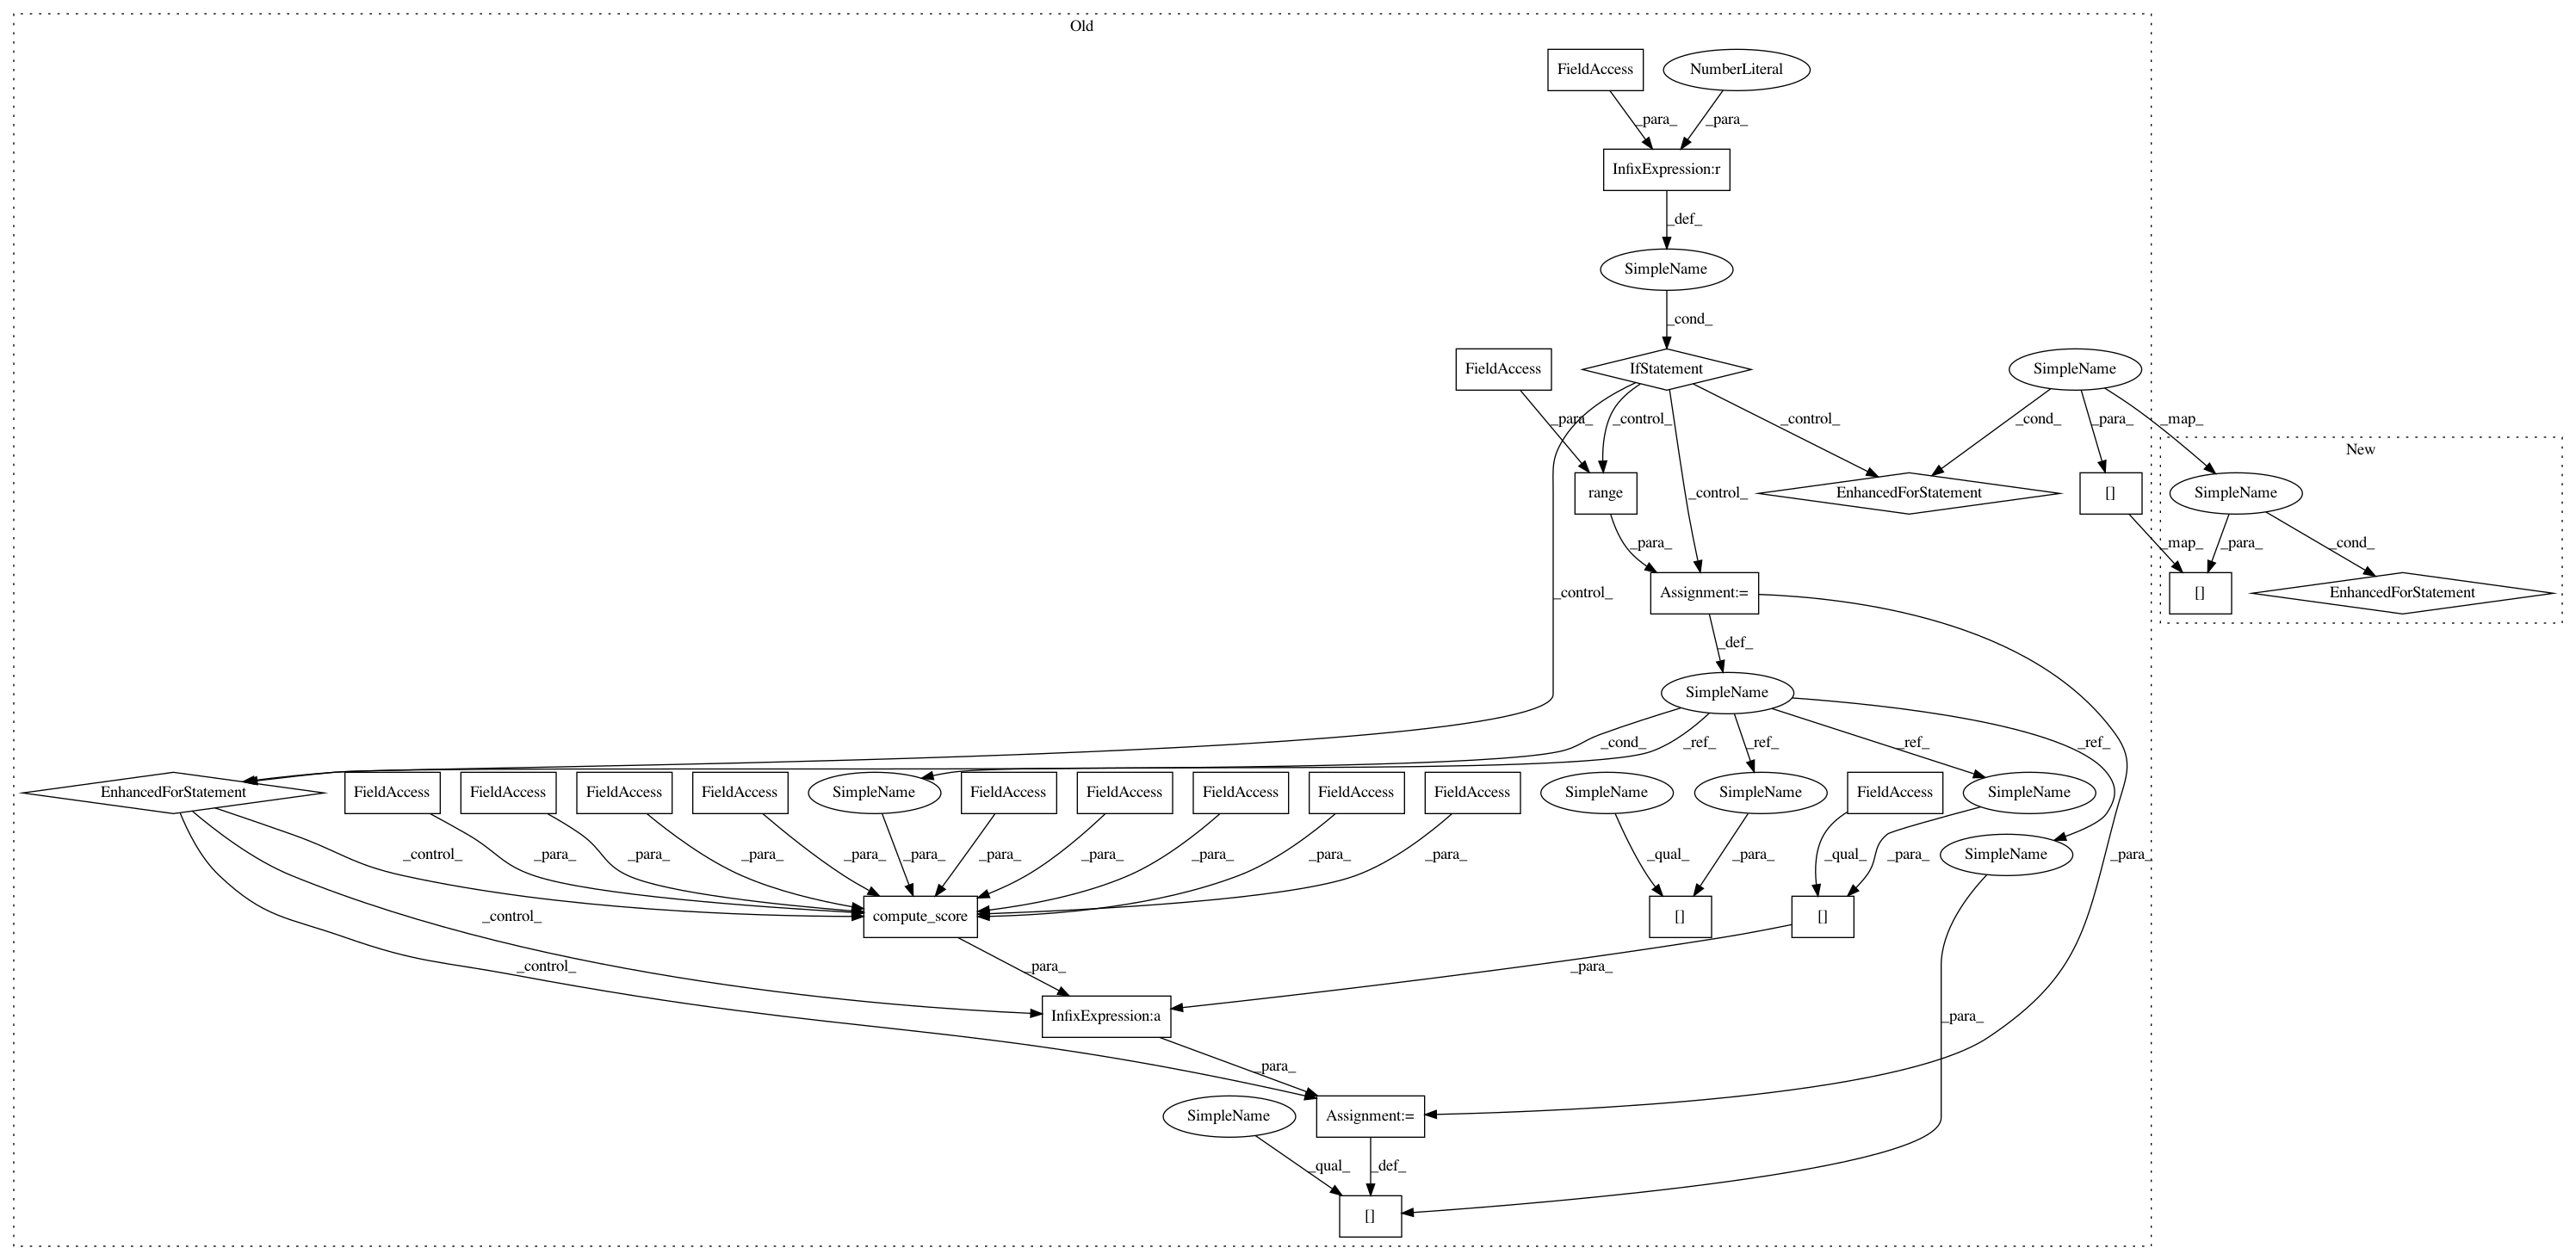 Old
FieldAccess
NumberLiteral
_para_
_para_
InfixExpression:r
_def_
SimpleName
_cond_
FieldAccess
IfStatement
SimpleName
_para_
_control_
_control_
_cond_
_para_
_map_
New
range
_control_
EnhancedForStatement
[]
SimpleName
_para_
_map_
_para_
_cond_
_control_
Assignment:=
[]
EnhancedForStatement
_def_
SimpleName
_cond_
_ref_
_ref_
_ref_
_ref_
EnhancedForStatement
FieldAccess
FieldAccess
FieldAccess
FieldAccess
SimpleName
FieldAccess
FieldAccess
FieldAccess
FieldAccess
FieldAccess
SimpleName
SimpleName
FieldAccess
SimpleName
_control_
_para_
_para_
_para_
_para_
_para_
_para_
_para_
_para_
_para_
_para_
_qual_
_para_
_qual_
_para_
SimpleName
_para_
_control_
compute_score
[]
[]
_control_
_para_
_para_
InfixExpression:a
_para_
_para_
SimpleName
Assignment:=
_qual_
_def_
[]